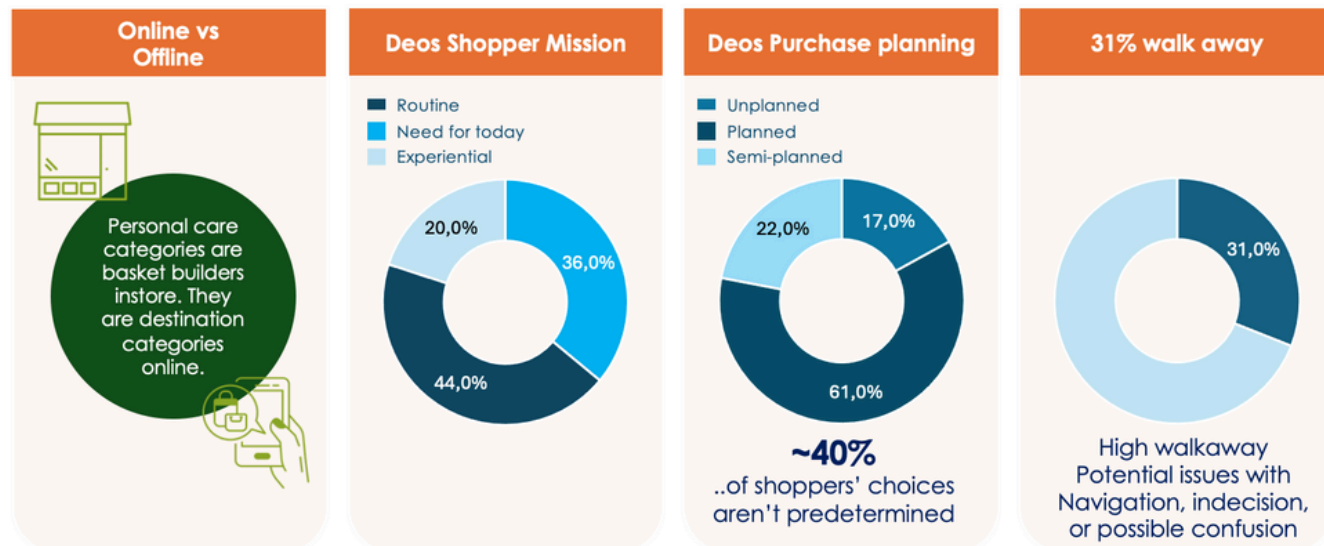 Online vs
Offline
Personal care
categories are
basket builders
instore. They
are destination
categories
online.
Deos Shopper Mission
Routine
Need for today
Experiential
20,0%
36,0%
44,0%
Deos Purchase planning
Unplanned
Planned
Semi-planned
22,0%
17,0%
61,0%
~40%
..of shoppers' choices
aren't predetermined
31% walk away
31,0%
High walkaway
Potential issues with
Navigation, indecision,
or possible confusion